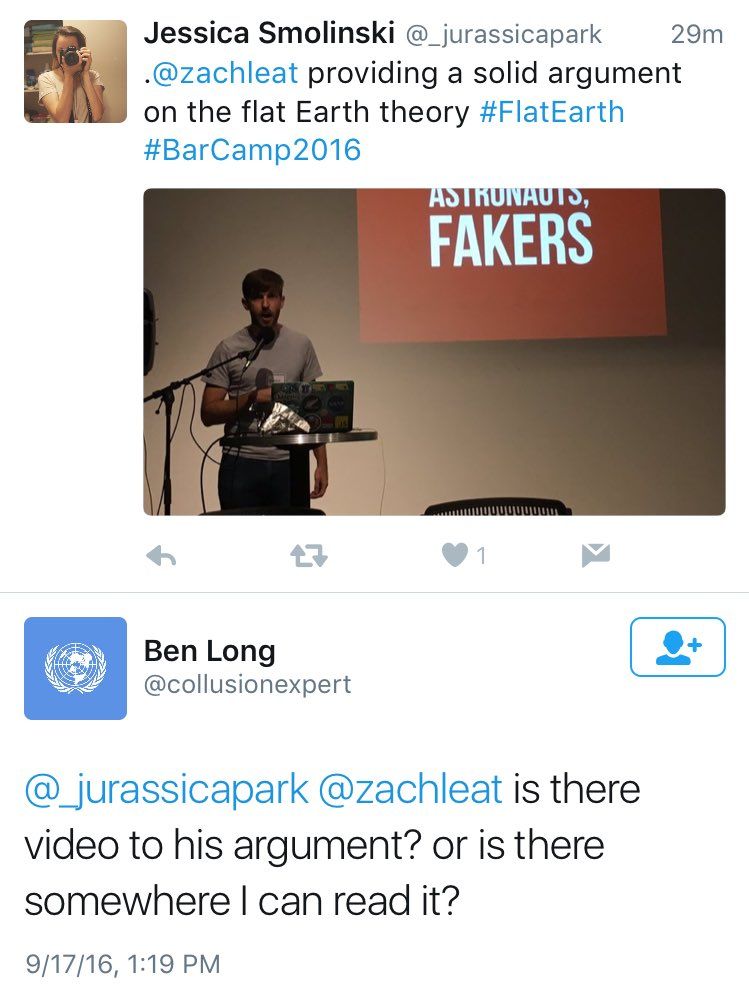 Jessica Smolinski @_jurassicapark 29m
.@zachleat providing a solid argument
on the flat Earth theory #FlatEarth
#BarCamp2016
ASTRONAUTS,
FAKERS
1
Ben Long
@collusionexpert
@_jurassicapark @zachleat is there
video to his argument? or is there
somewhere I can read it?
9/17/16, 1:19 PM